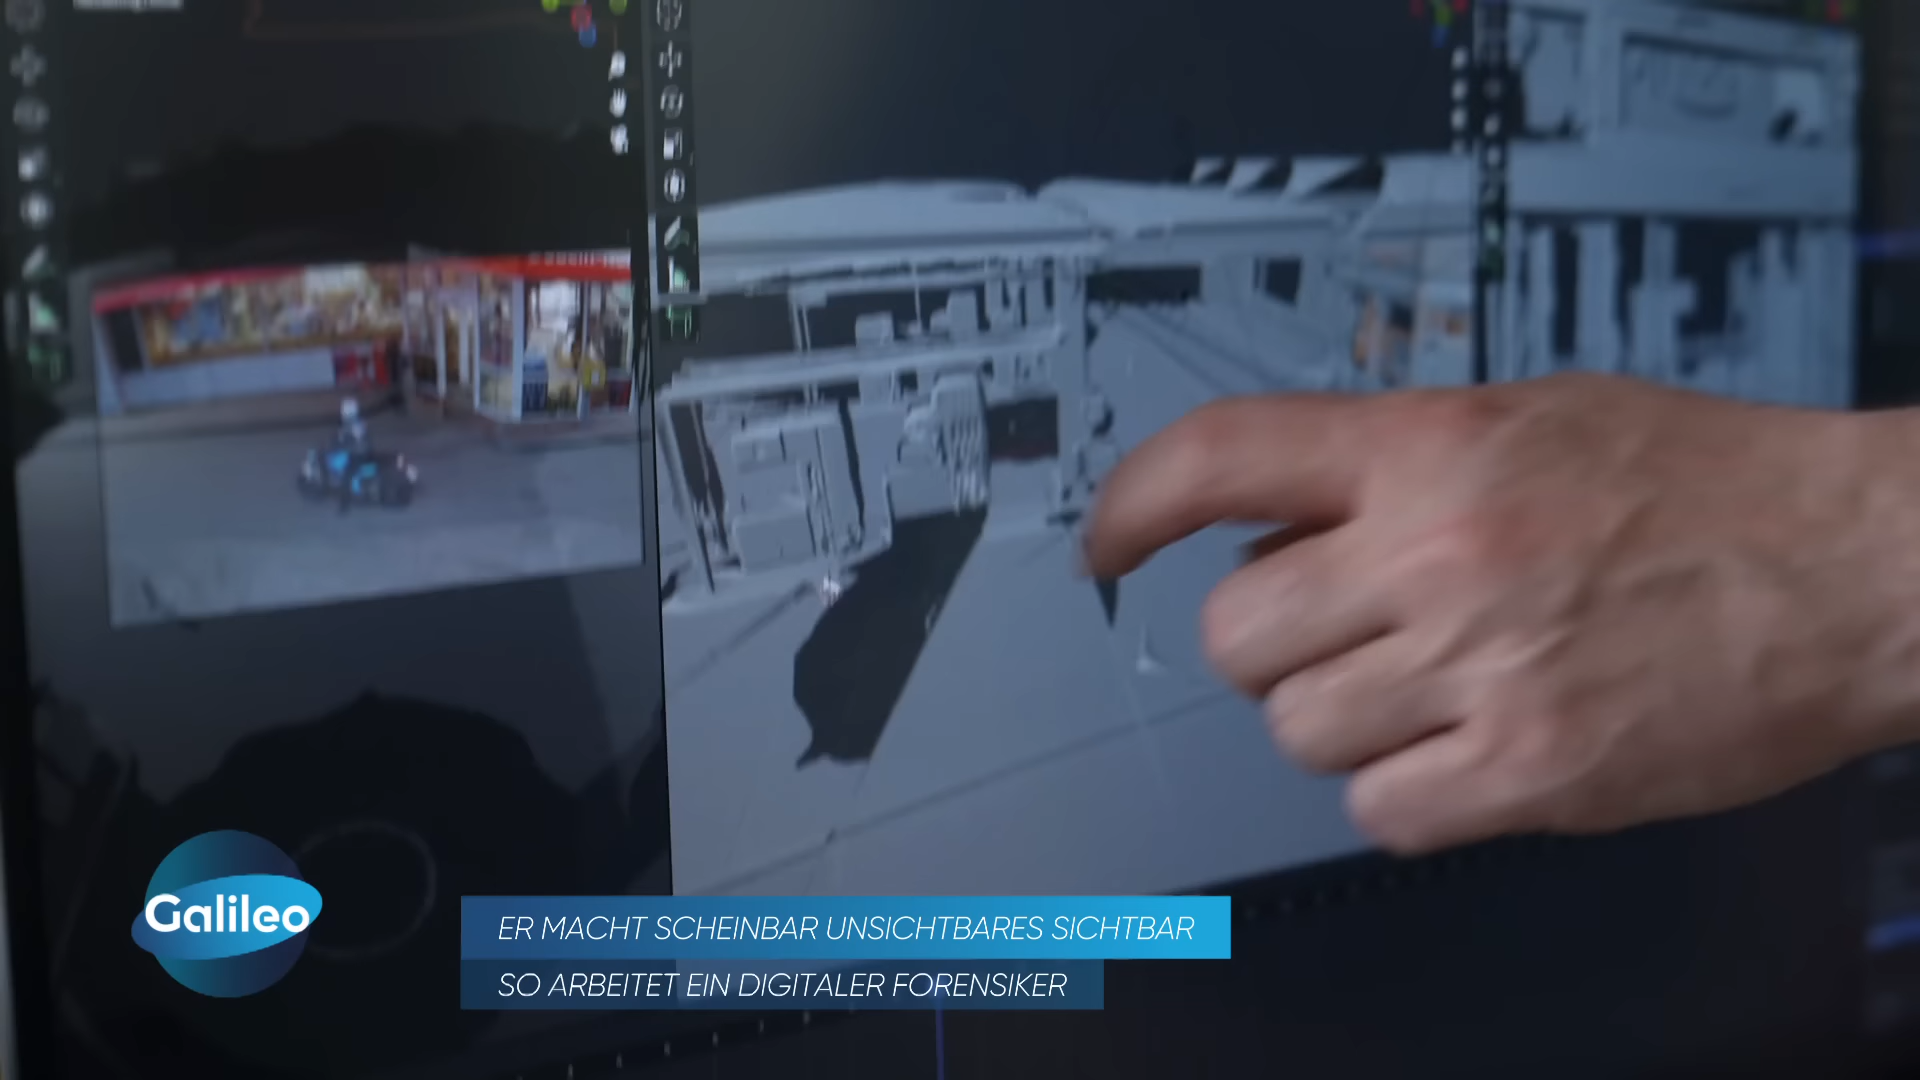 Galileo
ER MACHT SCHEINBAR UNSICHTBARES SICHTBAR
SO ARBEITET EIN DIGITALER FORENSIKER